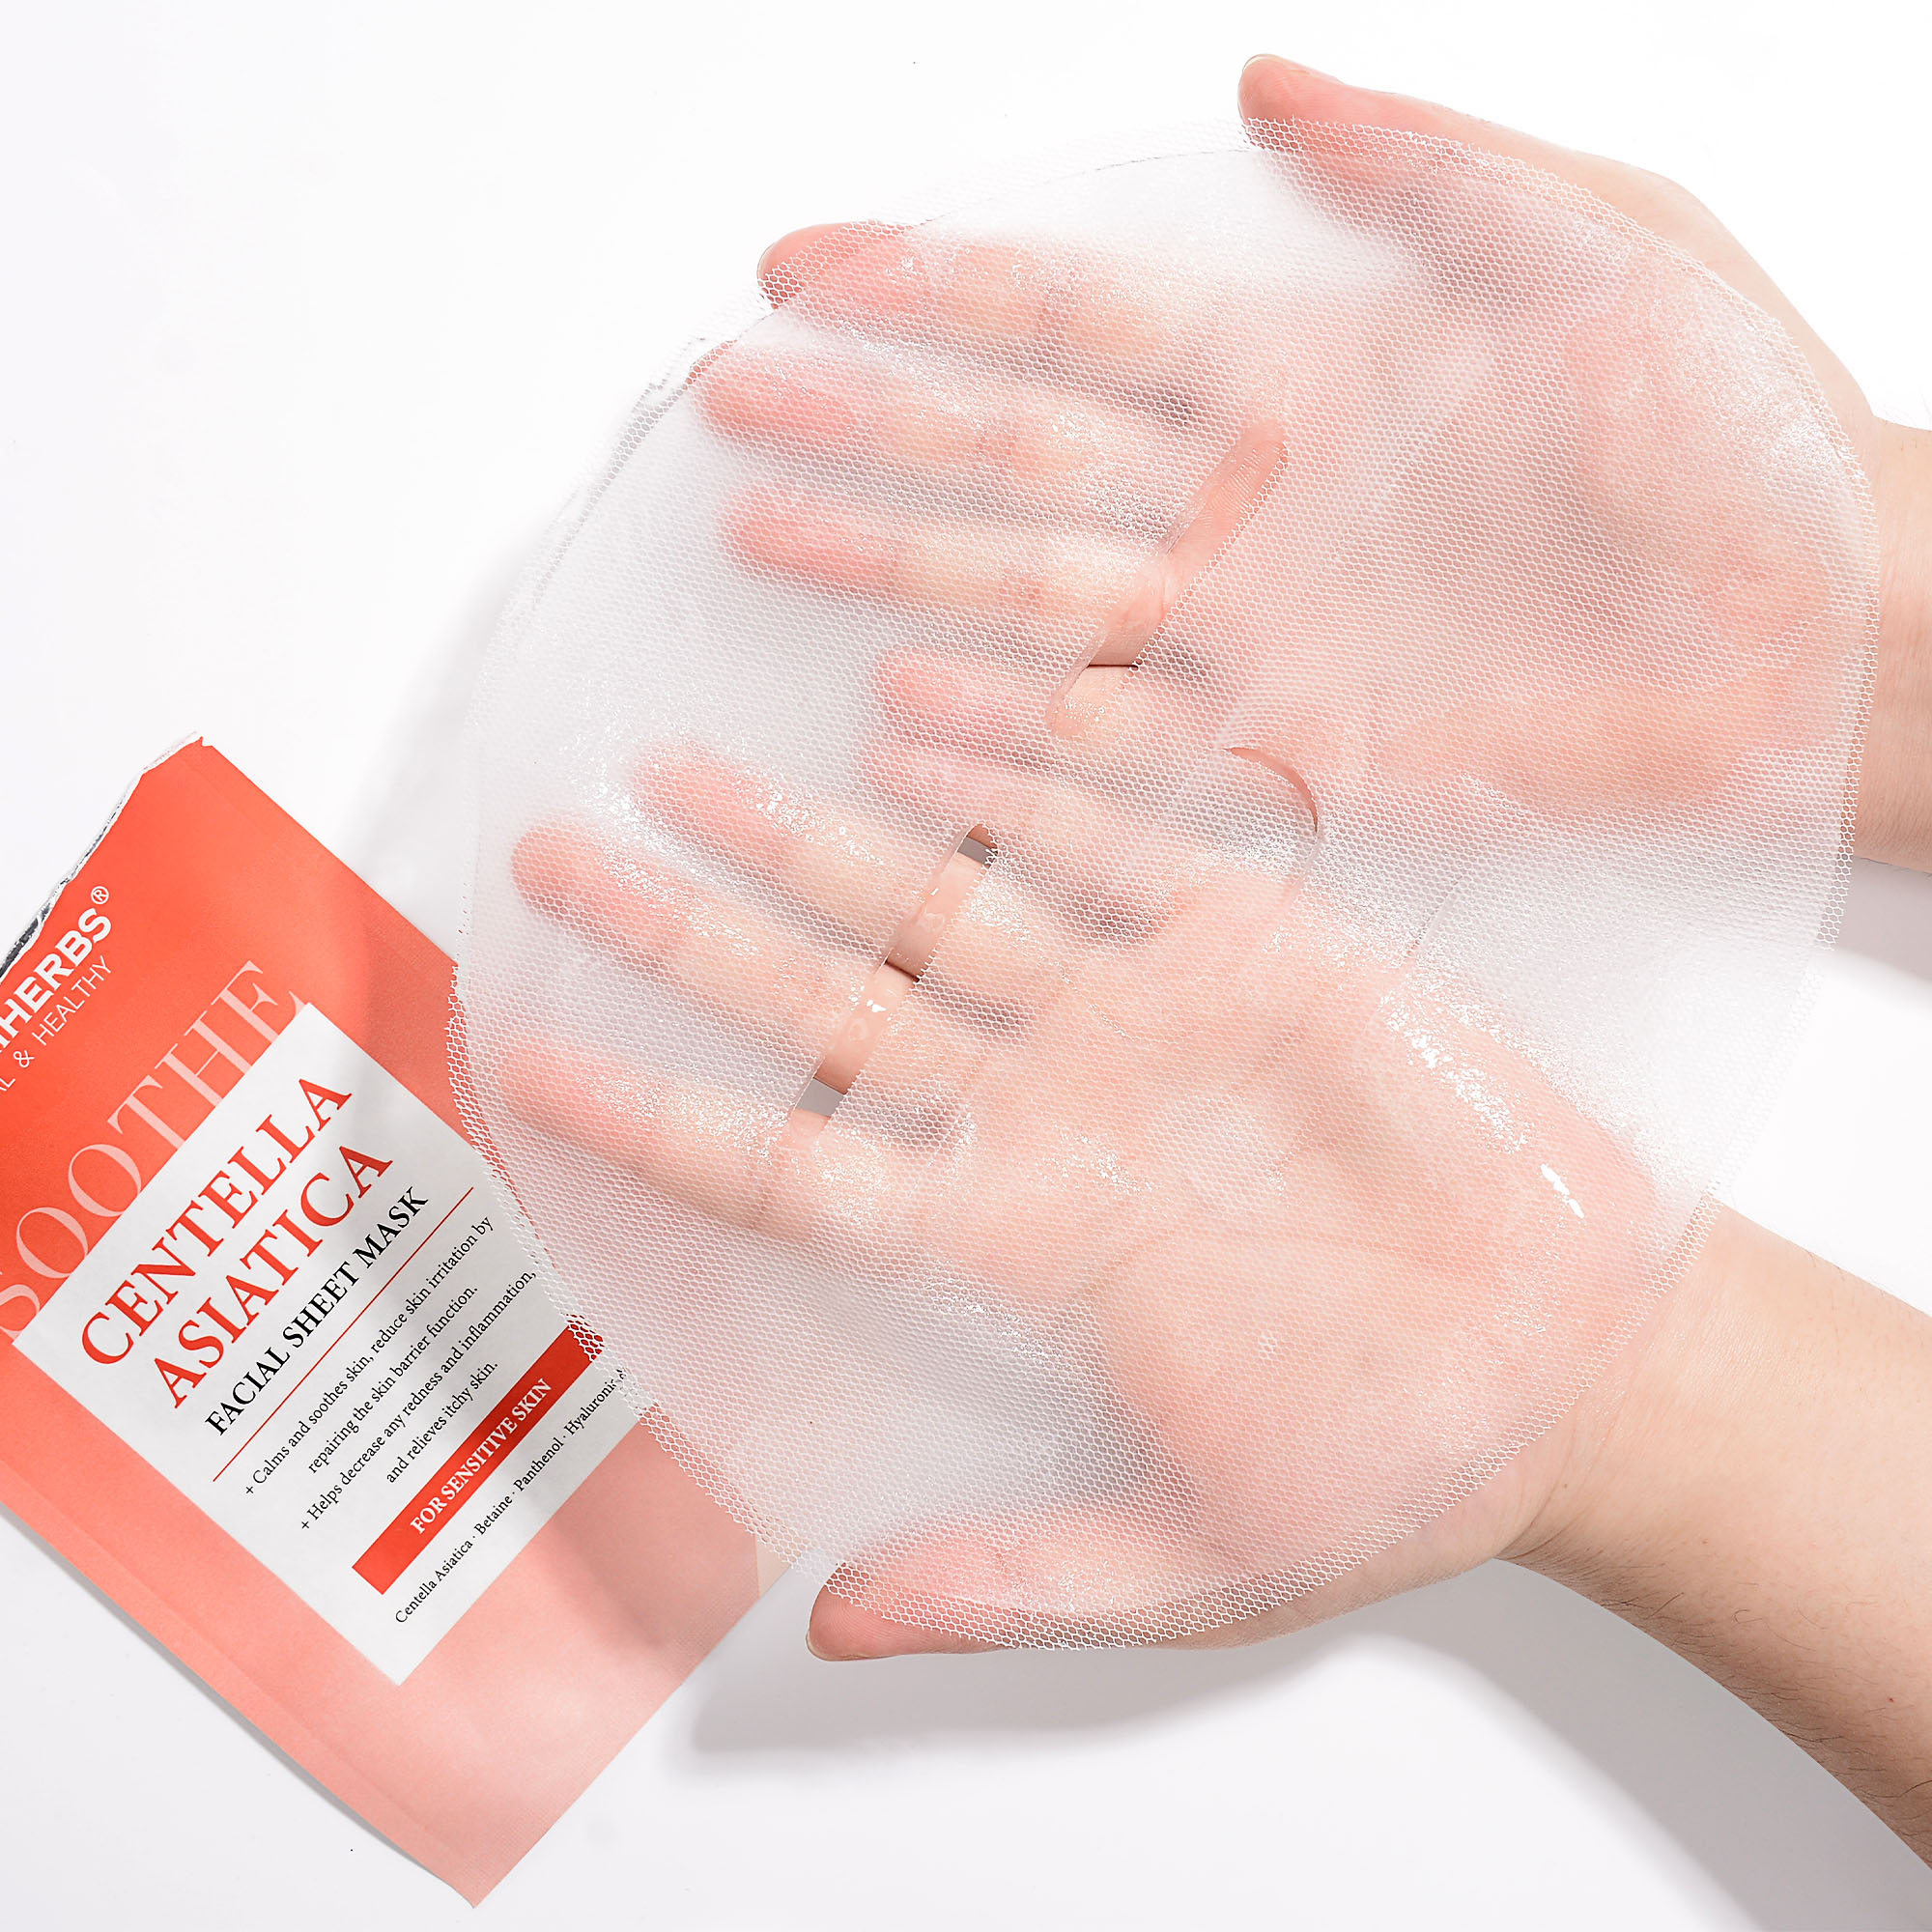 HERBS®
& HEALTHY
SOOTHE
CENTELLA
ASIATICA
FACIAL SHEET MASK
+ Calms and soothes skin, reduce skin irritation by
repairing the skin barrier function.
+ Helps decrease any redness and inflammation,
and relieves itchy skin.
FOR SENSITIVE SKIN
Centella Asiatica · Betaine · Panthenol · Hyaluronic